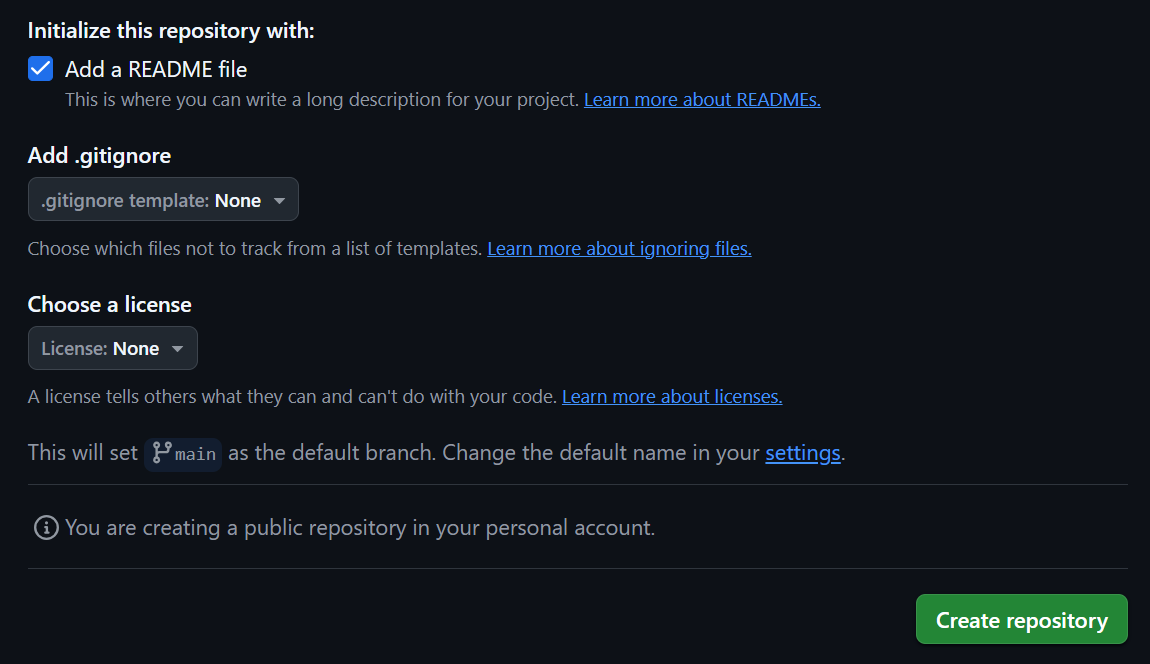 Initialize this repository with:
Add a README file
This is where you can write a long description for your project. Learn more about READMEs.
Add .gitignore
.gitignore template: None
Choose which files not to track from a list of templates. Learn more about ignoring files.
Choose a license
License: None
A license tells others what they can and can't do with your code. Learn more about licenses.
This will set main as the default branch. Change the default name in your settings.
You are creating a public repository in your personal account.
Create repository